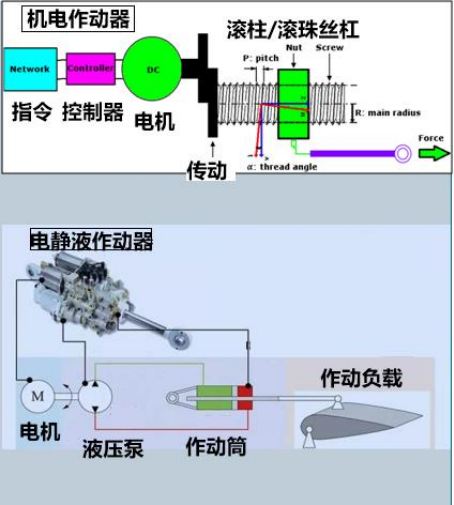 机电作动器
滚柱/滚珠丝杠
Nut Screw
P: pitch
Network
Controller
DC
R: main radius
指令 控制器
电机
Force
传动
α: thread angle
电静液作动器
作动负载
M
电机
液压泵
作动筒